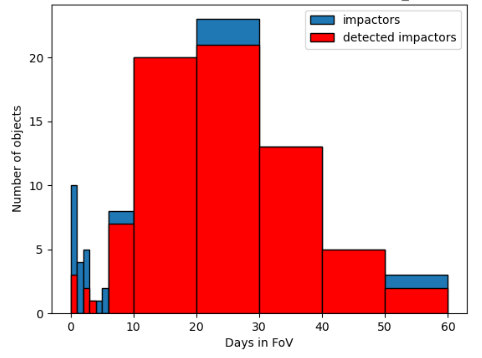 impactors
detected impactors
Number of objects
20
15
10
5
0
0 10 20 30 40 50 60
Days in FoV